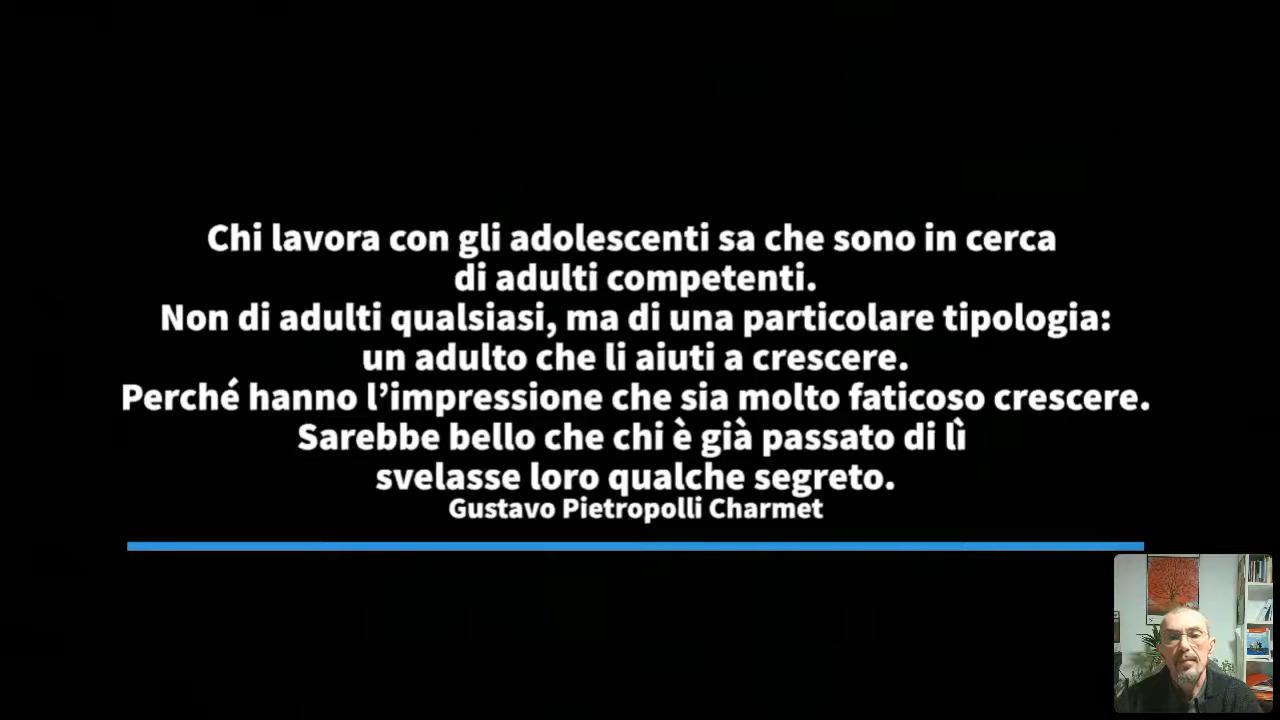 Chi lavora con gli adolescenti sa che sono in cerca
di adulti competenti.
Non di adulti qualsiasi, ma di una particolare tipologia:
un adulto che li aiuti a crescere.
Perché hanno l’impressione che sia molto faticoso crescere.
Sarebbe bello che chi è già passato di lì
svelasse loro qualche segreto.
Gustavo Pietropolli Charmet